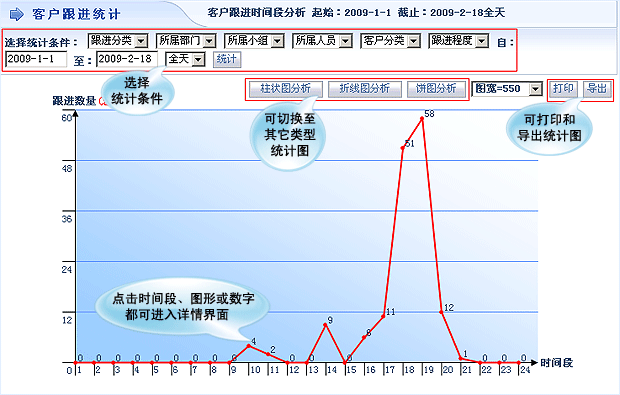 客户跟进统计
客户跟进时间段分析 起始：2009-1-1 截止：2009-2-18全天
选择统计条件： 跟进分类 所属部门 所属小组 所属人员 客户分类 跟进程度 自：
2009-1-1 至：2009-2-18 全天 统计
选择
统计条件
柱状图分析 折线图分析 饼图分析 图宽=550 打印 导出
可切换至
其它类型
统计图
可打印和
导出统计图
跟进数量
60
48
36
24
12
0
点击时间段、图形或数字
都可进入详情界面
0 0 0 0 0 0 0 0 0 4 2 0 0 9 0 6 11 51 58 12 1 0 0 0
1 2 3 4 5 6 7 8 9 10 11 12 13 14 15 16 17 18 19 20 21 22 23 24
时间段